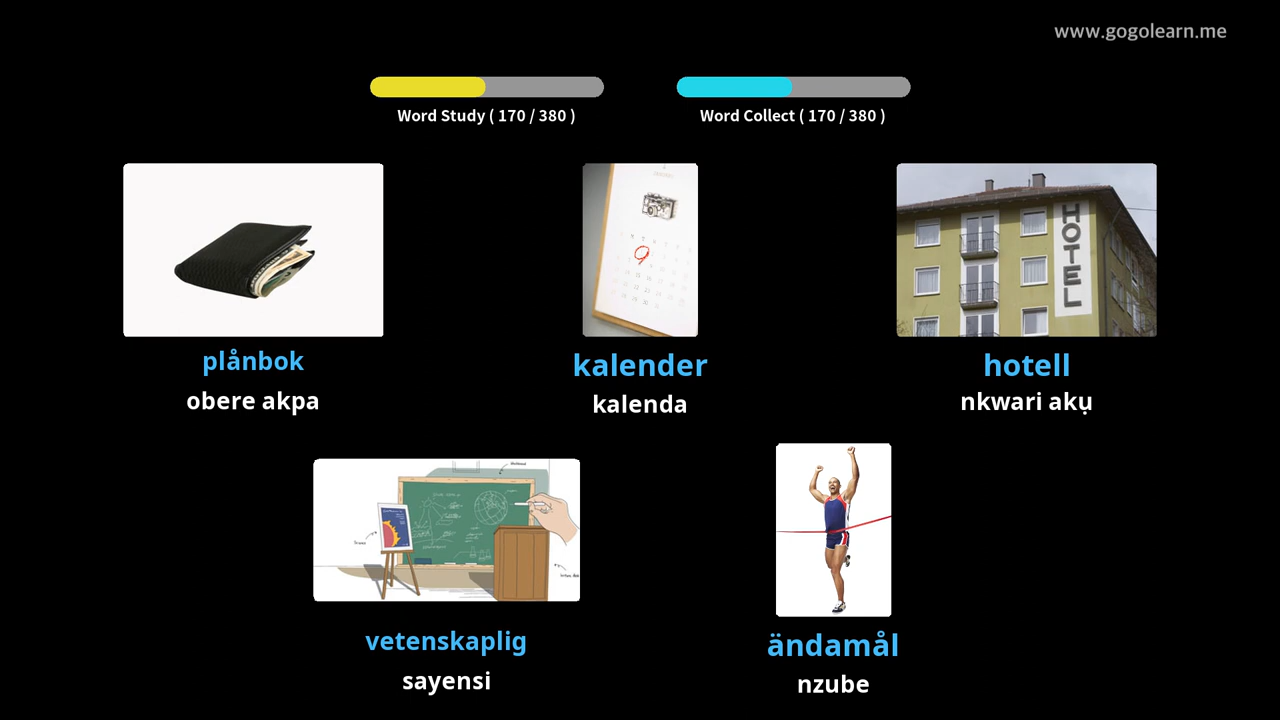 www.gogolearn.me
Word Study ( 170 / 380 )
Word Collect ( 170 / 380 )
HOTEL
plånbok
kalender
hotell
obere akpa
kalenda
nkwari akụ
vetenskaplig
ändamål
sayensi
nzube